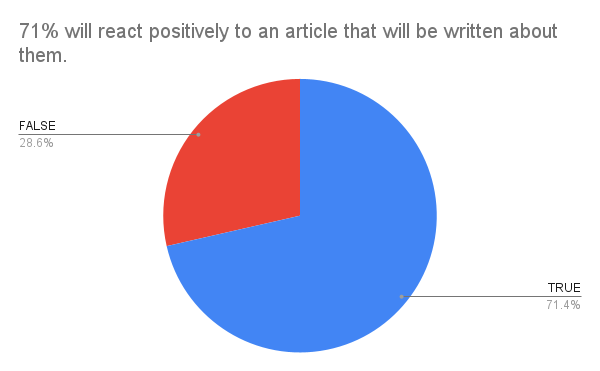 71% will react positively to an article that will be written about
them.
FALSE
28.6%
TRUE
71.4%